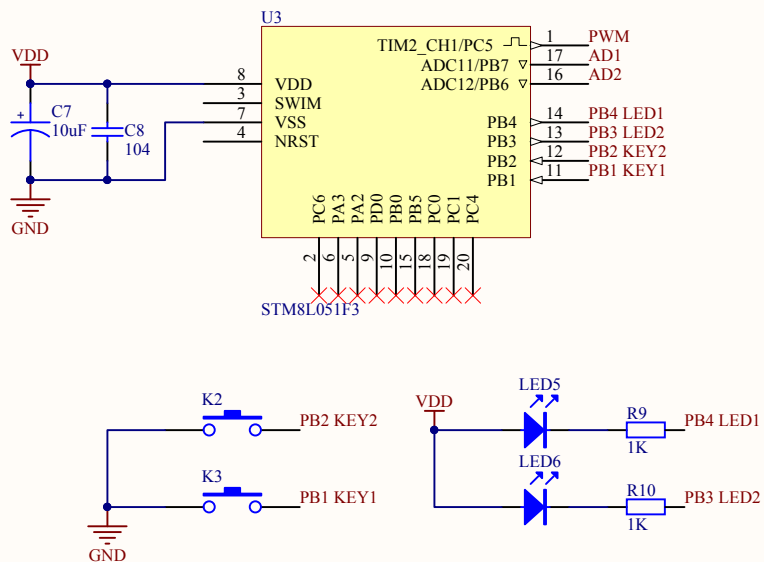 U3
VDD
C7
10uF
C8
104
GND
8
3
7
4
VDD
SWIM
VSS
NRST
TIM2_CH1/PC5
ADC11/PB7
ADC12/PB6
PB4
PB3
PB2
PB1
1
17
16
14
13
12
11
PWM
AD1
AD2
PB4 LED1
PB3 LED2
PB2 KEY2
PB1 KEY1
PC6
PA3
PA2
PD0
PB0
PB5
PC0
PC1
PC4
2
6
5
9
10
15
18
19
20
STM8L051F3
K2
PB2 KEY2
K3
PB1 KEY1
GND
VDD
LED5
R9
1K
PB4 LED1
LED6
R10
1K
PB3 LED2